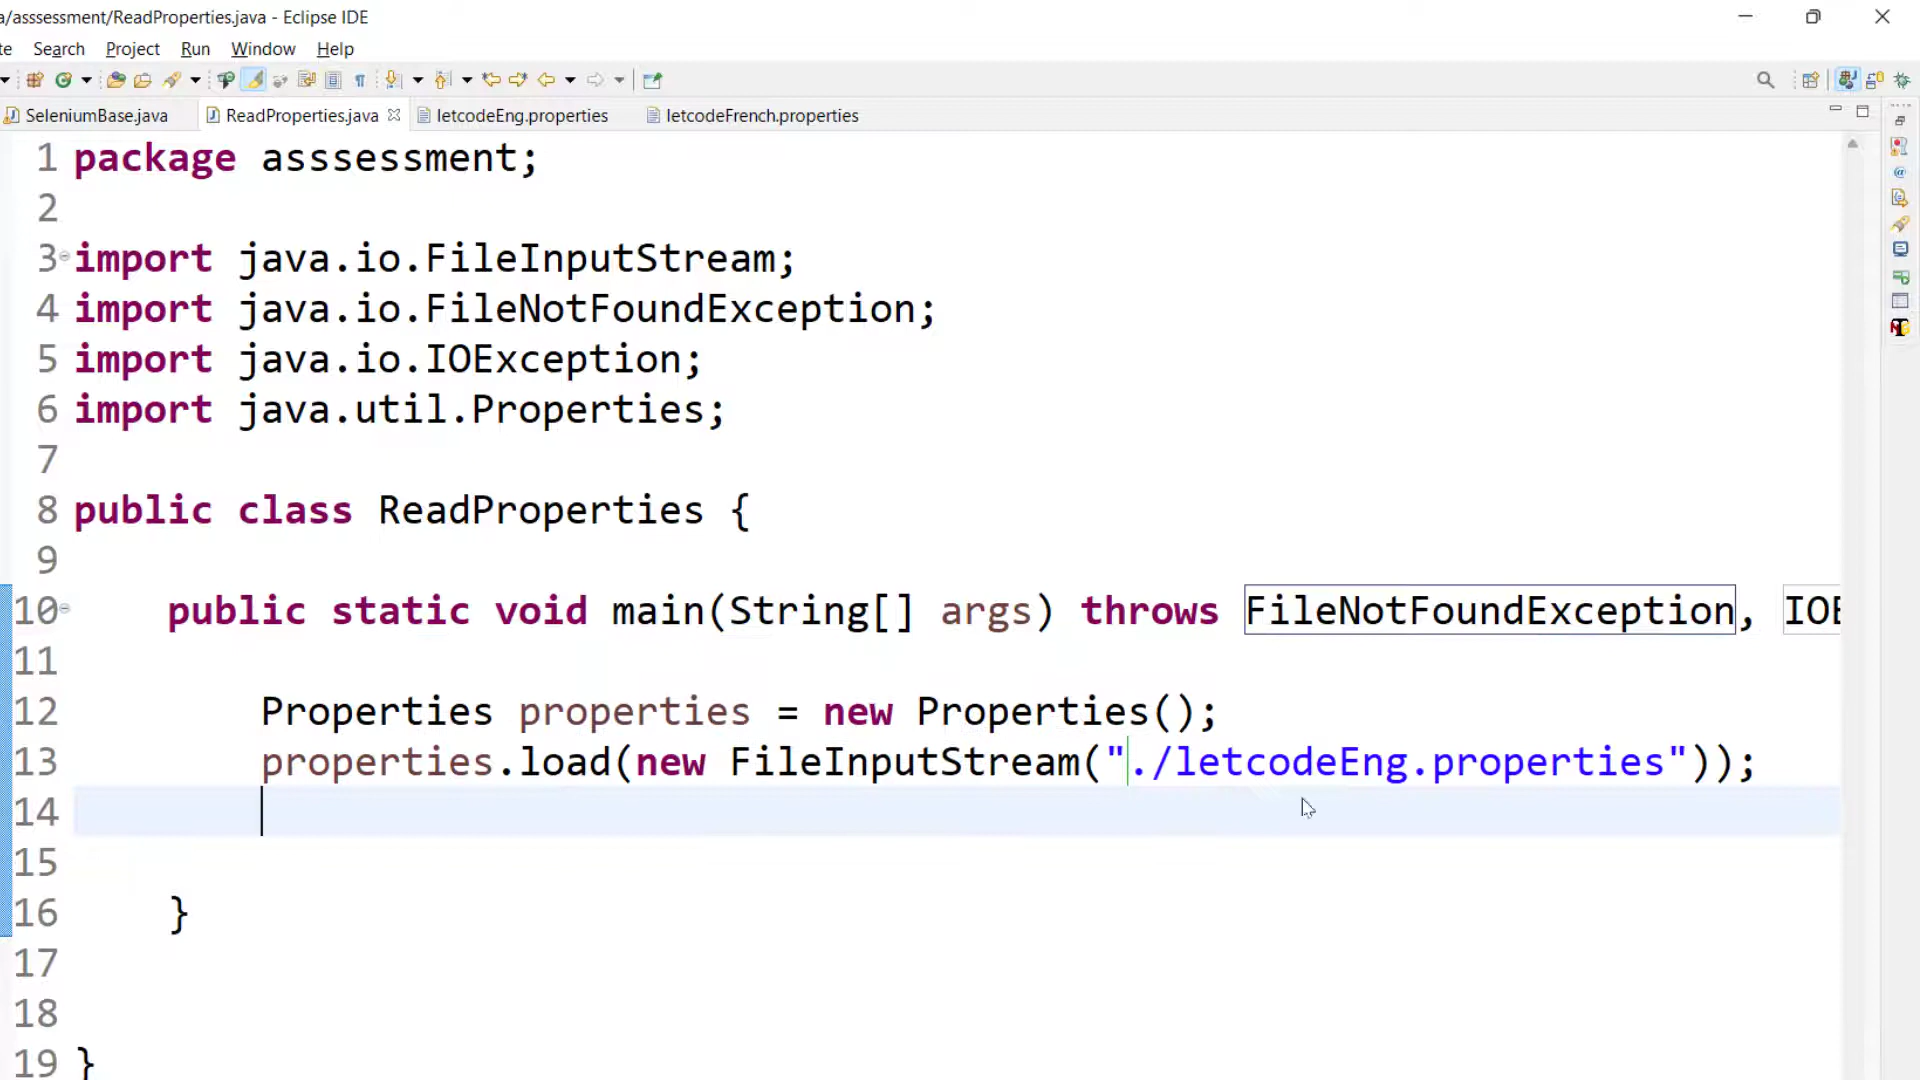 a/asssessment/ReadProperties.java - Eclipse IDE
te Search Project Run Window Help
SeleniumBase.java ReadProperties.java letcodeEng.properties letcodeFrench.properties
1 package asssessment;
2
3 import java.io.FileInputStream;
4 import java.io.FileNotFoundException;
5 import java.io.IOException;
6 import java.util.Properties;
7
8 public class ReadProperties {
9
10 public static void main(String[] args) throws FileNotFoundException, IOE
11
12 Properties properties = new Properties();
13 properties.load(new FileInputStream("./letcodeEng.properties"));
14
15
16 }
17
18
19 }